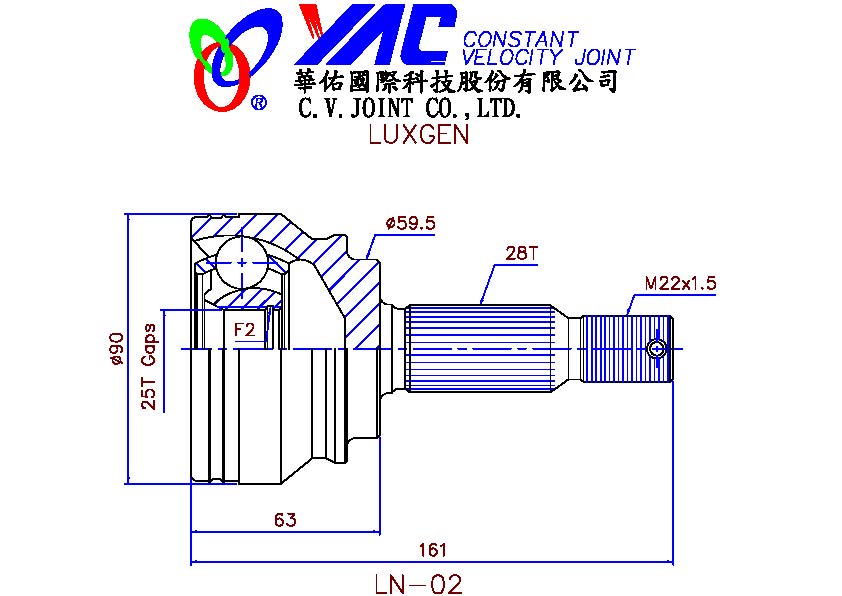 YAC CONSTANT
VELOCITY JOINT
華佑國際科技股份有限公司
® C.V.JOINT CO.,LTD.
LUXGEN
ø59.5
28T
M22x1.5
F2
ø90
25T Gaps
63
161
LN-02